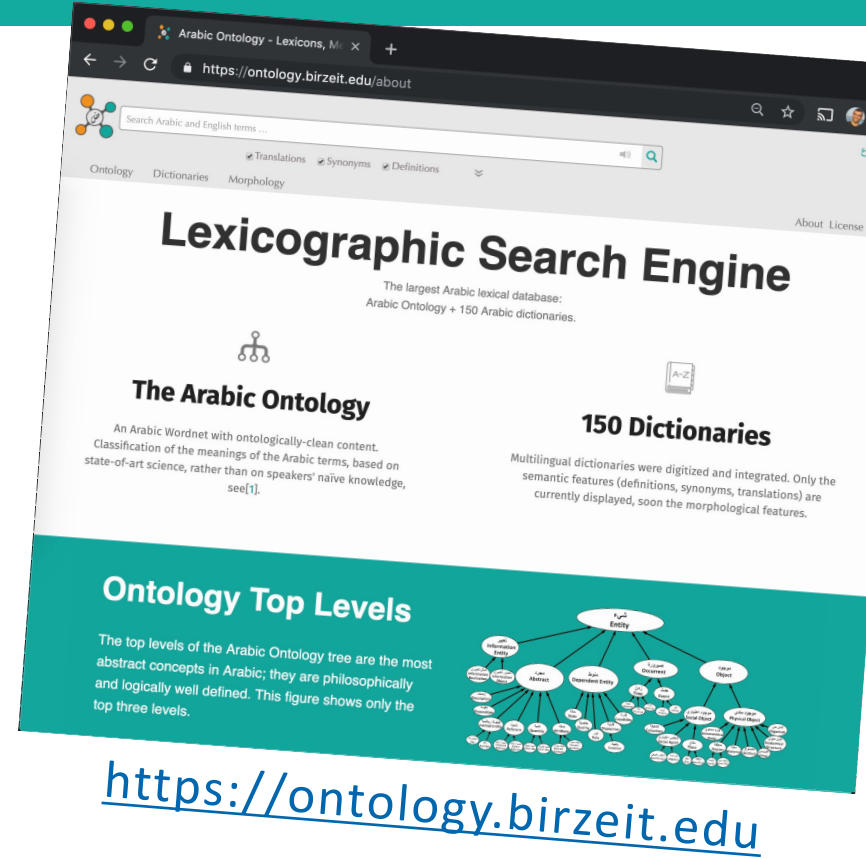 Arabic Ontology - Lexicons, M
https://ontology.birzeit.edu/about
Search Arabic and English terms ...
Translations Synonyms Definitions
Ontology Dictionaries Morphology
About License
Lexicographic Search Engine
The largest Arabic lexical database:
Arabic Ontology + 150 Arabic dictionaries.
The Arabic Ontology
An Arabic Wordnet with ontologically-clean content.
Classification of the meanings of the Arabic terms, based on
state-of-art science, rather than on speakers' naïve knowledge,
see[1].
A-Z
150 Dictionaries
Multilingual dictionaries were digitized and integrated. Only the
semantic features (definitions, synonyms, translations) are
currently displayed, soon the morphological features.
Ontology Top Levels
The top levels of the Arabic Ontology tree are the most
abstract concepts in Arabic; they are philosophically
and logically well defined. This figure shows only the
top three levels.
شيء
Entity
Information
Entity
مجرد
Abstract
Dependent Entity
Occurrent
موجود
Object
Social Object
Physical Object
https://ontology.birzeit.edu